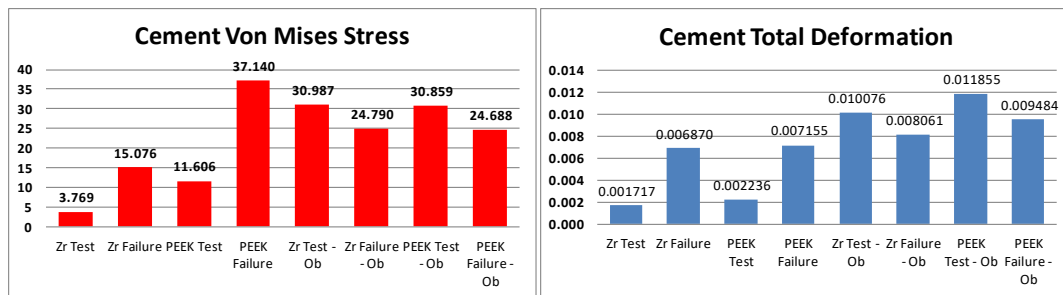 Cement Von Mises Stress
40
35
30
25
20
15
10
5
0
3.769
15.076
11.606
37.140
30.987
24.790
30.859
24.688
Zr Test
Zr Failure
PEEK Test
PEEK
Failure
Zr Test -
Ob
Zr Failure
- Ob
PEEK Test
- Ob
PEEK
Failure -
Ob
Cement Total Deformation
0.014
0.012
0.010
0.008
0.006
0.004
0.002
0.000
0.001717
0.006870
0.002236
0.007155
0.010076
0.008061
0.011855
0.009484
Zr Test
Zr Failure
PEEK
Test
PEEK
Failure
Zr Test -
Ob
Zr Failure
- Ob
PEEK
Test - Ob
PEEK
Failure -
Ob